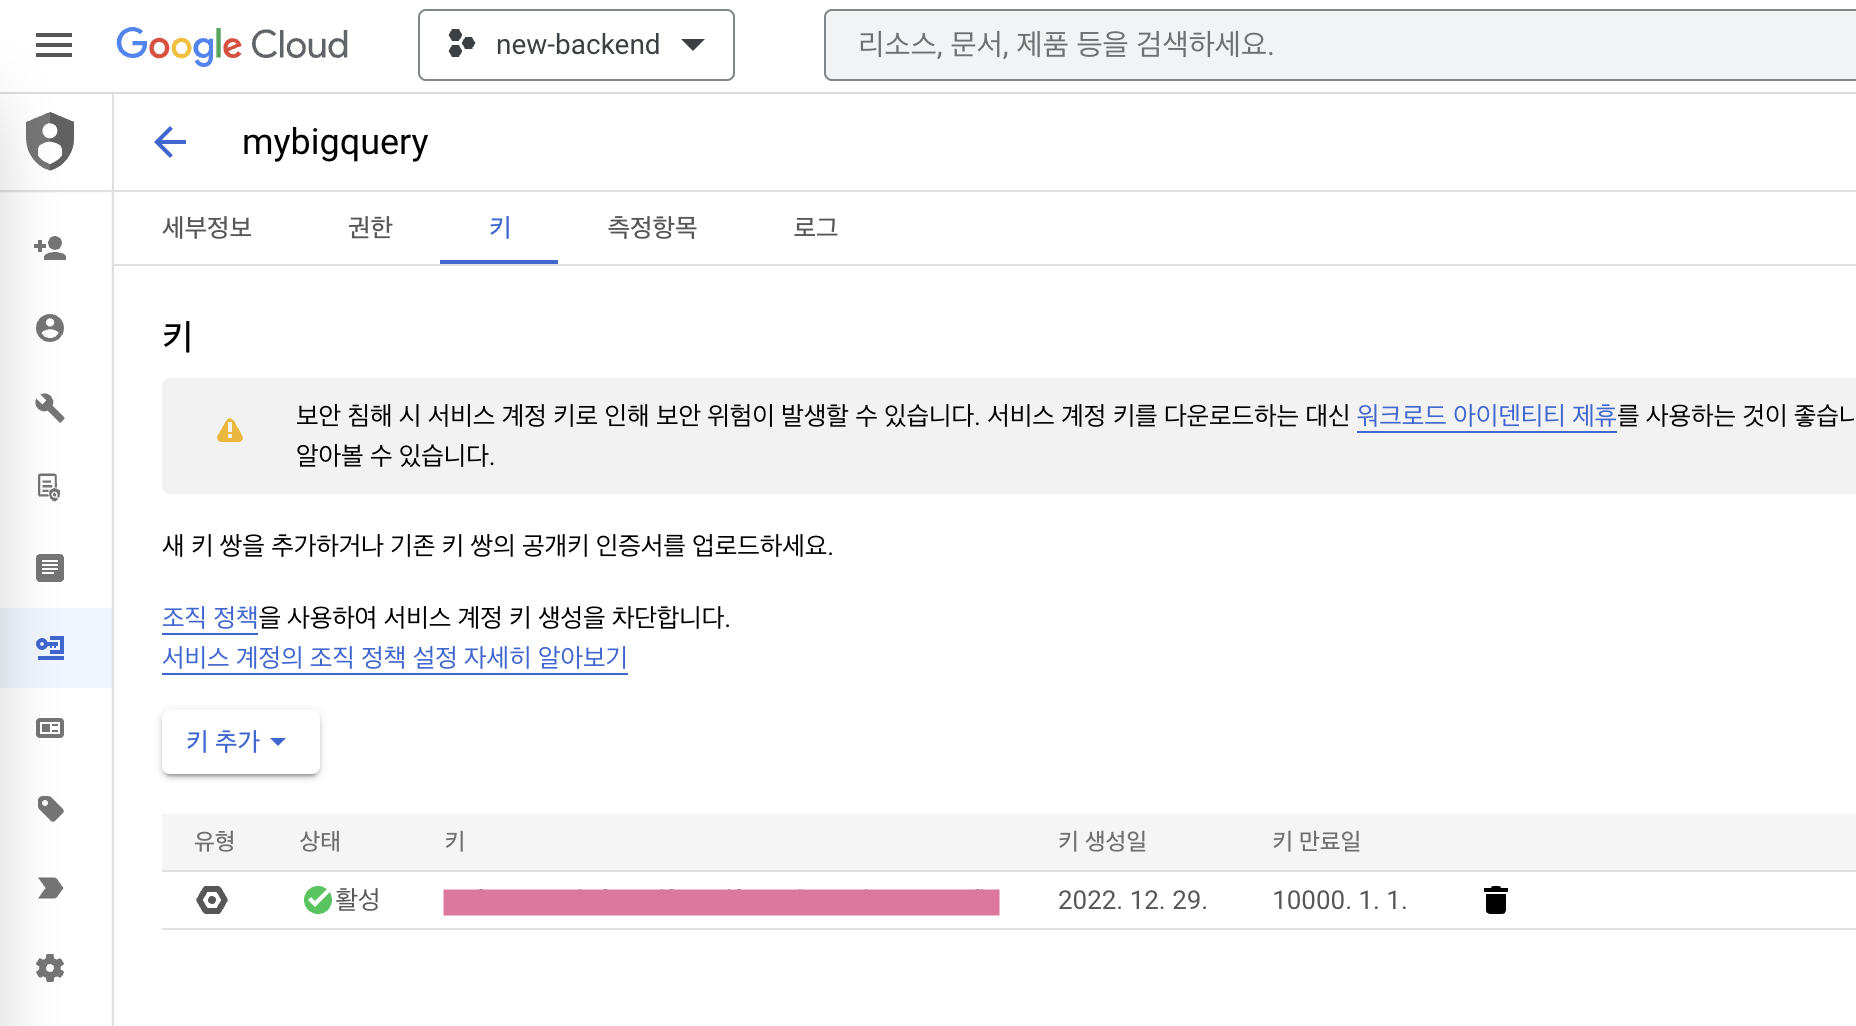 Google Cloud
new-backend
리소스, 문서, 제품 등을 검색하세요.
mybigquery
세부정보 권한 키 측정항목 로그
키
보안 침해 시 서비스 계정 키로 인해 보안 위험이 발생할 수 있습니다. 서비스 계정 키를 다운로드하는 대신 워크로드 아이덴티티 제휴를 사용하는 것이 좋습니
알아볼 수 있습니다.
새 키 쌍을 추가하거나 기존 키 쌍의 공개키 인증서를 업로드하세요.
조직 정책을 사용하여 서비스 계정 키 생성을 차단합니다.
서비스 계정의 조직 정책 설정 자세히 알아보기
키 추가
유형 상태 키 키 생성일 키 만료일
활성 2022. 12. 29. 10000. 1. 1.